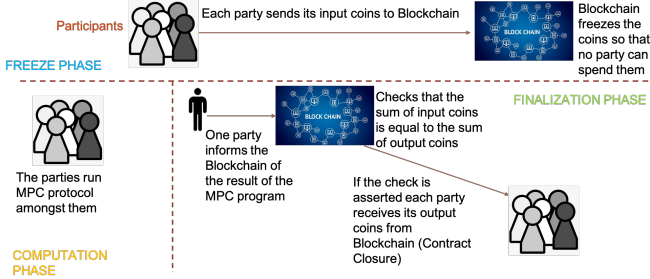 Participants
Each party sends its input coins to Blockchain
BLOCK CHAIN
Blockchain
freezes the
coins so that
no party can
spend them
FREEZE PHASE
The parties run
MPC protocol
amongst them
COMPUTATION
PHASE
One party
informs the
Blockchain of
the result of the
MPC program
BLOCK CHAIN
Checks that the
sum of input coins
is equal to the sum
of output coins
FINALIZATION PHASE
If the check is
asserted each party
receives its output
coins from
Blockchain (Contract
Closure)